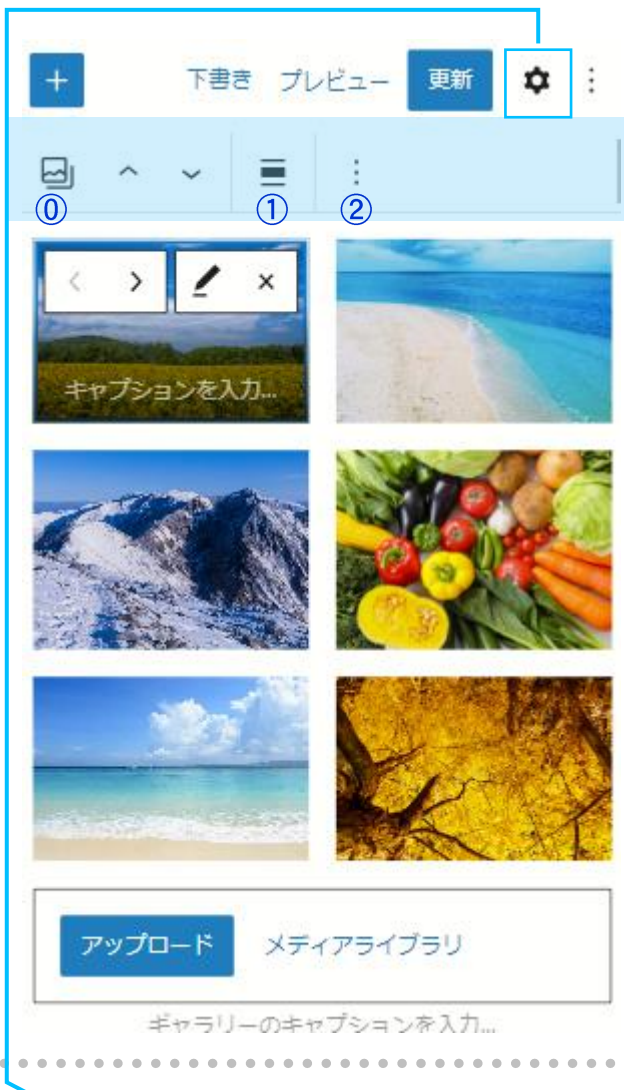 下書き プレビュー 更新
⓪ ① ②
キャプションを入力...
アップロード メディアライブラリ
ギャラリーのキャプションを入力...